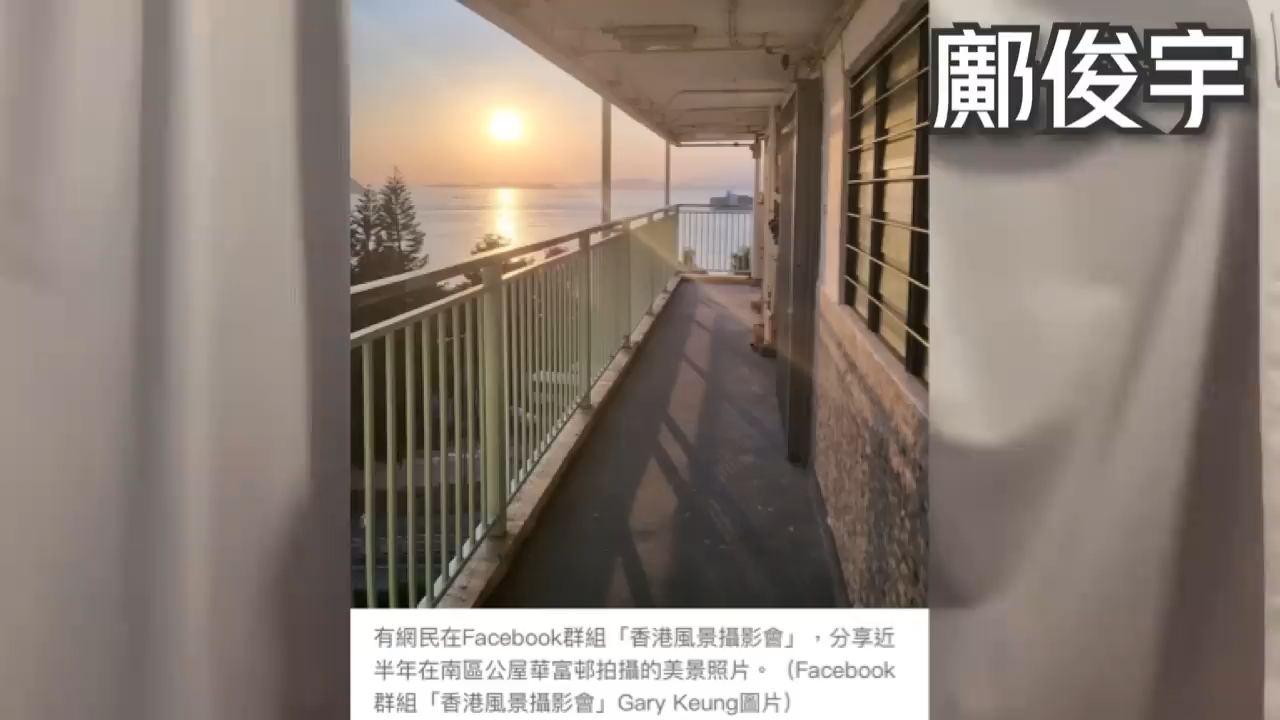 鄺俊宇
有網民在Facebook群組「香港風景攝影會」，分享近
半年在南區公屋華富邨拍攝的美景照片。（Facebook
群組「香港風景攝影會」Gary Keung圖片）